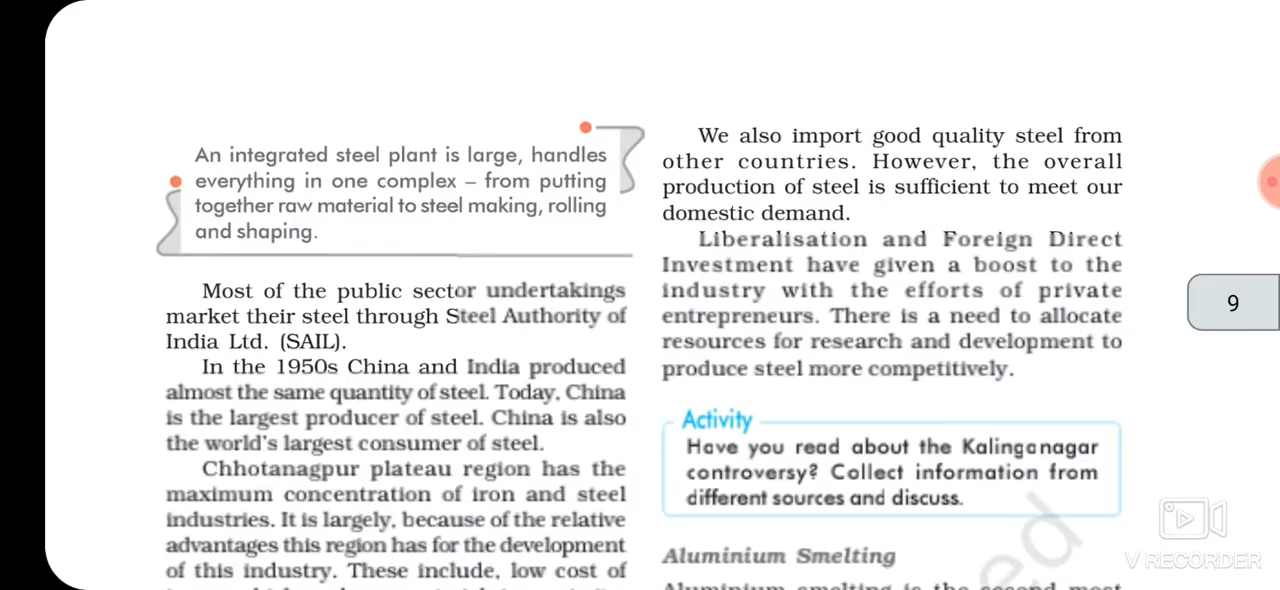 An integrated steel plant is large, handles
everything in one complex – from putting
together raw material to steel making, rolling
and shaping.
Most of the public sector undertakings
market their steel through Steel Authority of
India Ltd. (SAIL).
In the 1950s China and India produced
almost the same quantity of steel. Today, China
is the largest producer of steel. China is also
the world's largest consumer of steel.
Chhotanagpur plateau region has the
maximum concentration of iron and steel
industries. It is largely, because of the relative
advantages this region has for the development
of this industry. These include, low cost of
We also import good quality steel from
other countries. However, the overall
production of steel is sufficient to meet our
domestic demand.
Liberalisation and Foreign Direct
Investment have given a boost to the
industry with the efforts of private
entrepreneurs. There is a need to allocate
resources for research and development to
produce steel more competitively.
Activity
Have you read about the Kalinganagar
controversy? Collect information from
different sources and discuss.
Aluminium Smelting
Aluminium smelting is the second most
9
V RECORDER